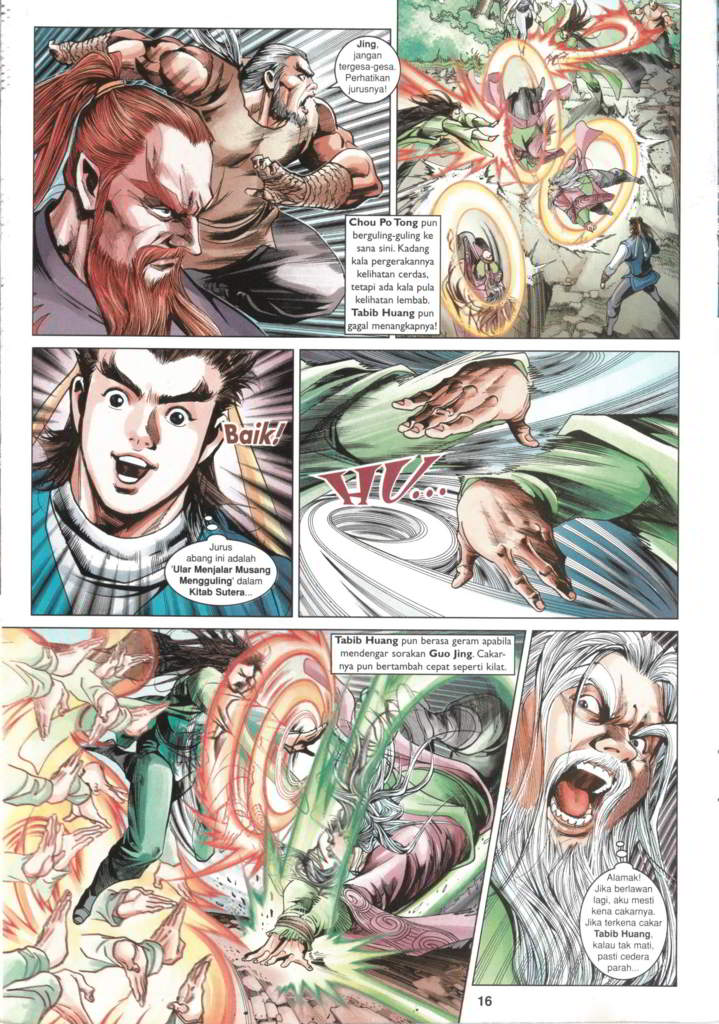 Jing,
jangan
tergesa-gesa.
Perhatikan
jurusnya!
Chou Po Tong pun
berguling-guling ke
sana sini. Kadang
kala pergerakannya
kelihatan cerdas,
tetapi ada kala pula
kelihatan lembab.
Tabib Huang pun
gagal menangkapnya!
Baik!
Jurus
abang ini adalah
'Ular Menjalar Musang
Mengguling' dalam
Kitab Sutera...
HU...
Tabib Huang pun berasa geram apabila
mendengar sorakan Guo Jing. Cakar-
nya pun bertambah cepat seperti kilat.
Alamak!
Jika berlawan
lagi, aku mesti
kena cakarnya.
Jika terkena cakar
Tabib Huang,
kalau tak mati,
pasti cedera
parah...
16